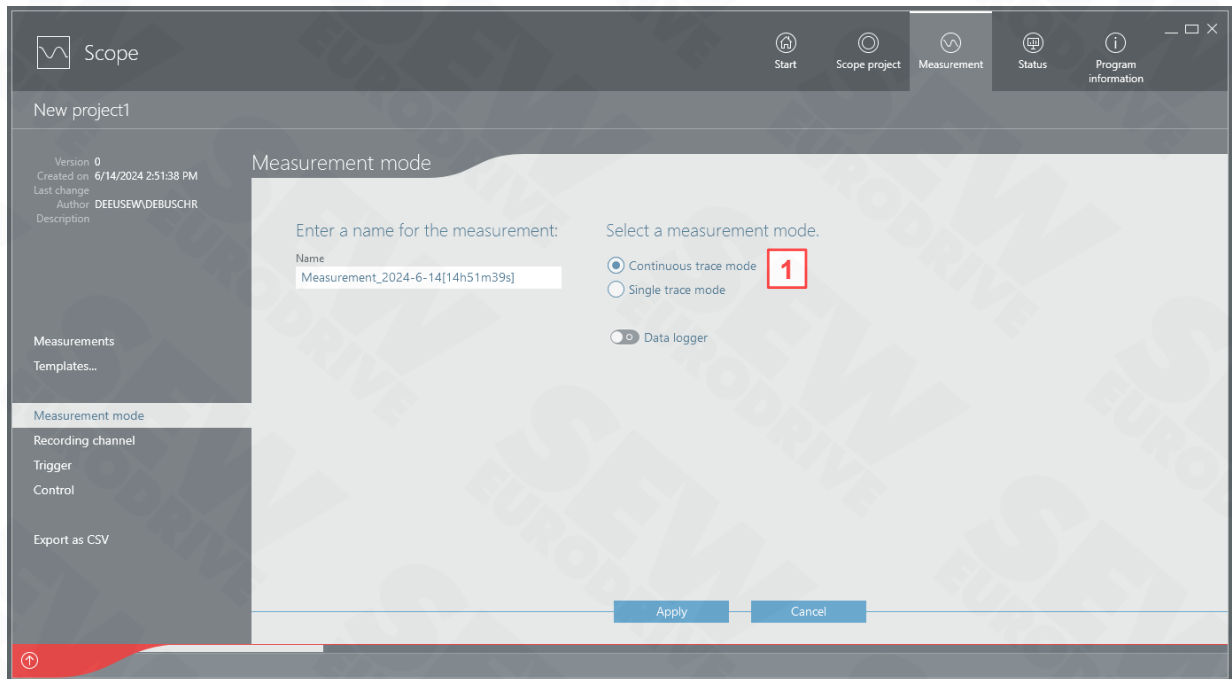 Scope
Start
Scope project
Measurement
Status
Program
information
New project1
Version 0
Created on 6/14/2024 2:51:38 PM
Last change
Author DEEUSEW\DEBUSCHR
Description
Measurements
Templates...
Measurement mode
Recording channel
Trigger
Control
Export as CSV
Measurement mode
Enter a name for the measurement:
Name
Measurement_2024-6-14[14h51m39s]
Select a measurement mode.
Continuous trace mode
1
Single trace mode
Data logger
Apply
Cancel
SEW
EURODRIVE